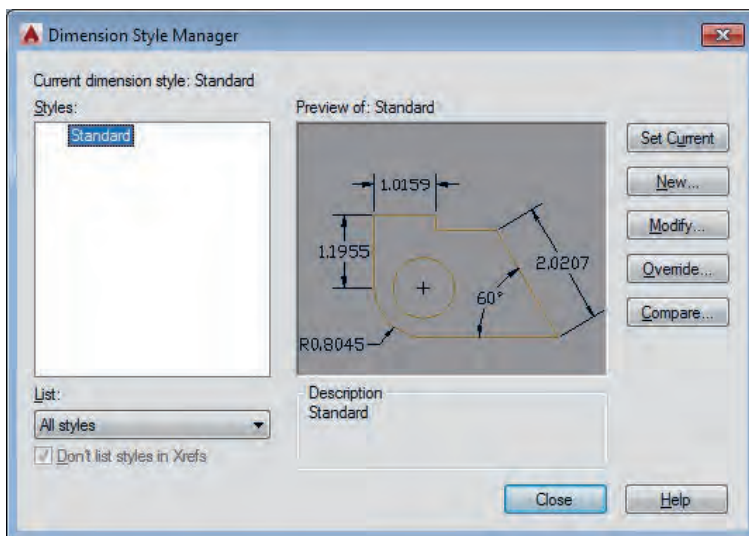 Dimension Style Manager
Current dimension style: Standard
Styles:
Standard
Preview of: Standard
1.0159
1.1955
2.0207
60°
R0.8045
Set Current
New...
Modify...
Override...
Compare...
List:
All styles
Don't list styles in Xrefs
Description
Standard
Close
Help